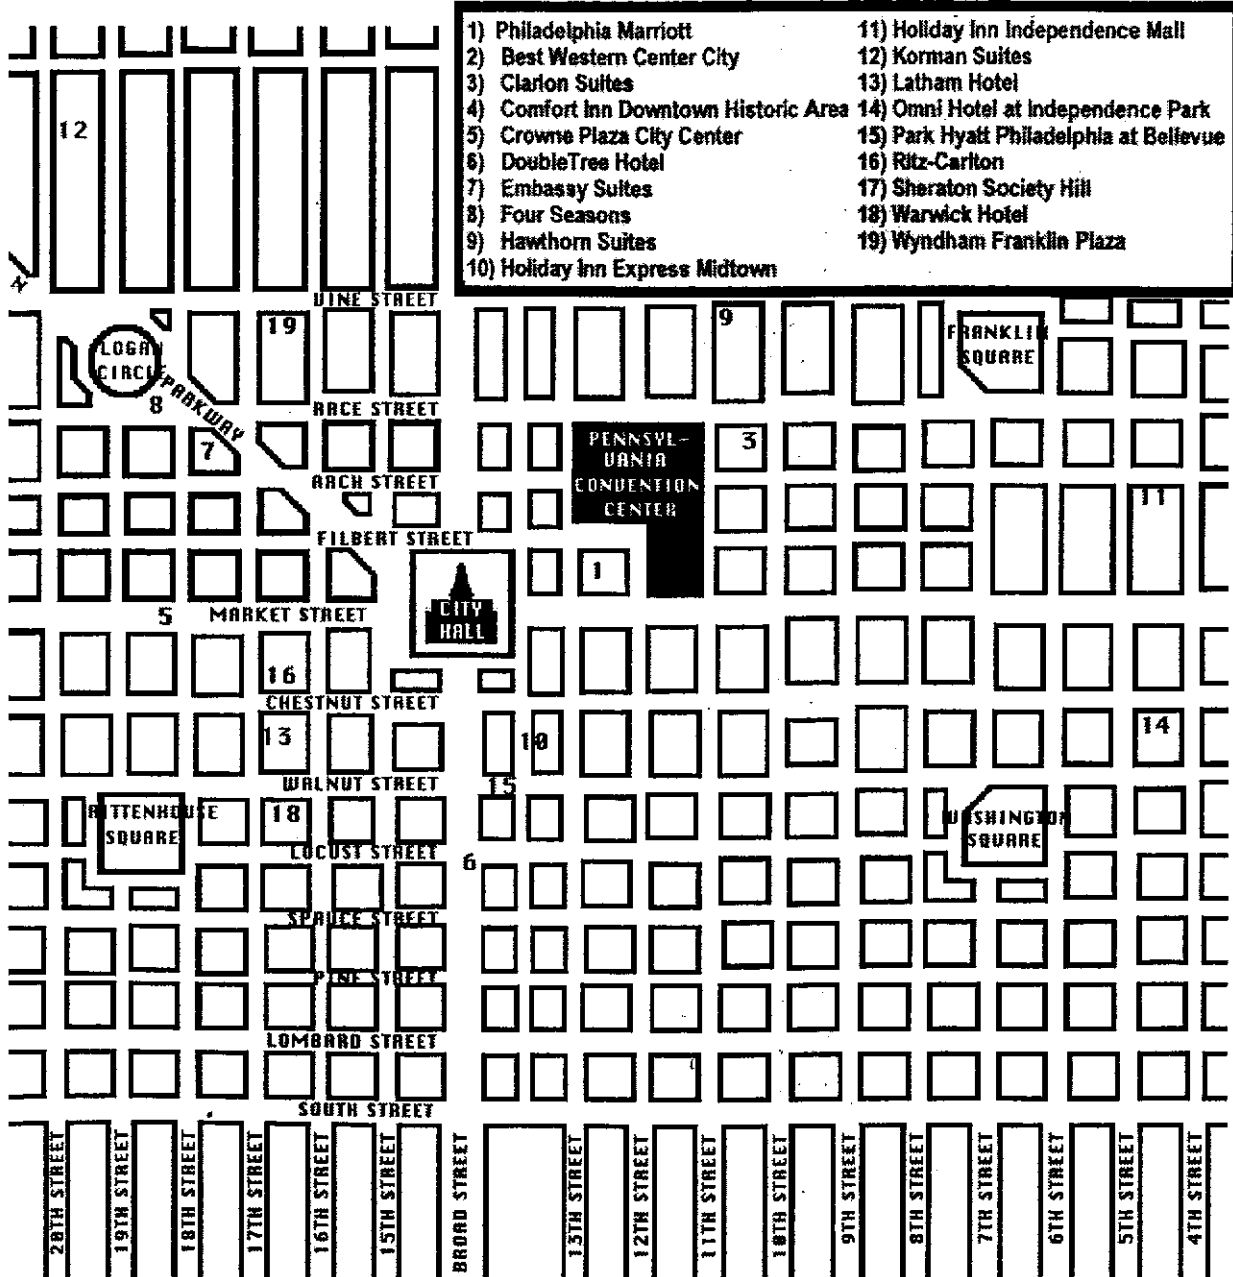 1) Philadelphia Marriott
2) Best Western Center City
3) Clarion Suites
4) Comfort Inn Downtown Historic Area
5) Crowne Plaza City Center
6) DoubleTree Hotel
7) Embassy Suites
8) Four Seasons
9) Hawthorn Suites
10) Holiday Inn Express Midtown
11) Holiday Inn Independence Mall
12) Korman Suites
13) Latham Hotel
14) Omni Hotel at Independence Park
15) Park Hyatt Philadelphia at Bellevue
16) Ritz-Carlton
17) Sheraton Society Hill
18) Warwick Hotel
19) Wyndham Franklin Plaza
12
N
VINE STREET
19
9
LOGAN
CIRCLE
FRANKLIN
SQUARE
8
PARKWAY
RACE STREET
7
PENNSYL-
VANIA
CONVENTION
CENTER
3
ARCH STREET
11
FILBERT STREET
1
CITY
HALL
5
MARKET STREET
16
CHESTNUT STREET
13
10
14
WALNUT STREET
15
RITTENHOUSE
SQUARE
18
WASHINGTON
SQUARE
LOCUST STREET
6
SPRUCE STREET
PINE STREET
LOMBARD STREET
SOUTH STREET
20TH STREET
19TH STREET
18TH STREET
17TH STREET
16TH STREET
15TH STREET
BROAD STREET
13TH STREET
12TH STREET
11TH STREET
10TH STREET
9TH STREET
8TH STREET
7TH STREET
6TH STREET
5TH STREET
4TH STREET